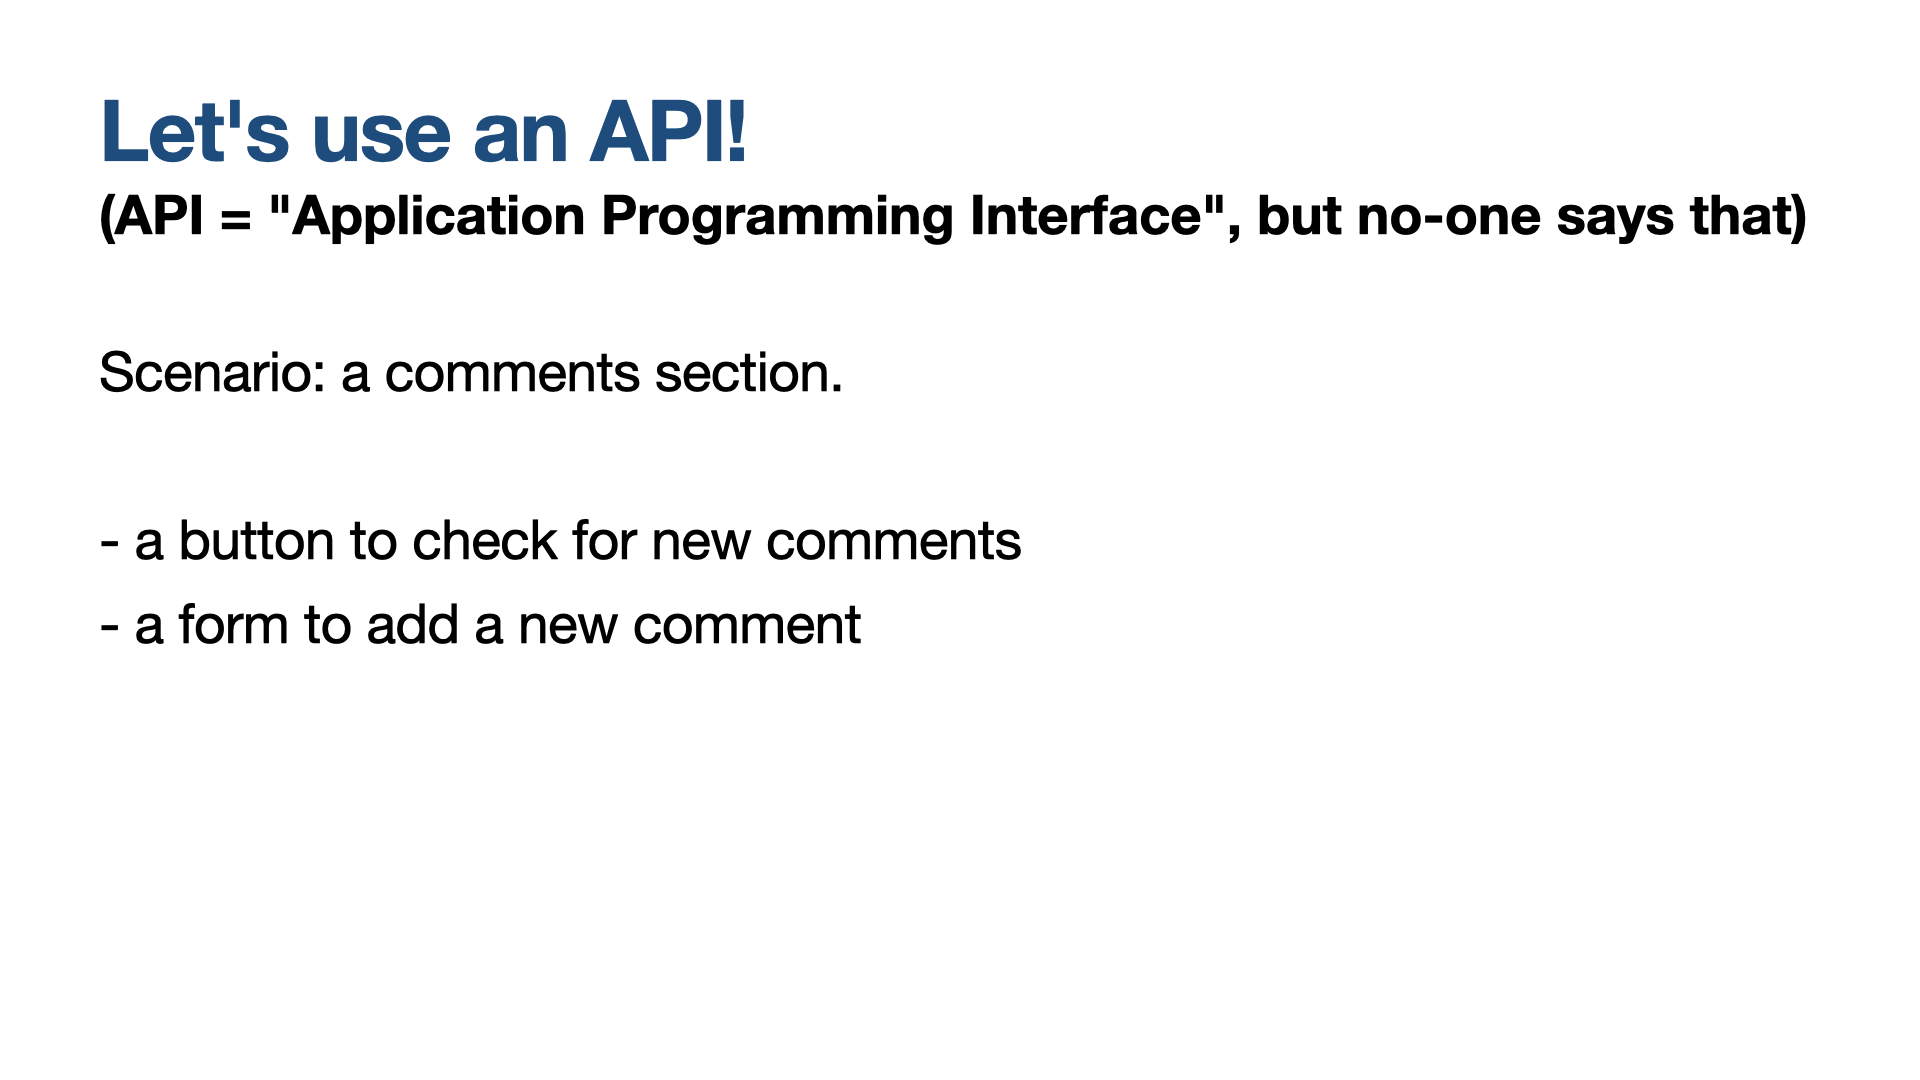 Let's use an API!
(API = "Application Programming Interface", but no-one says that)
Scenario: a comments section.
- a button to check for new comments
- a form to add a new comment